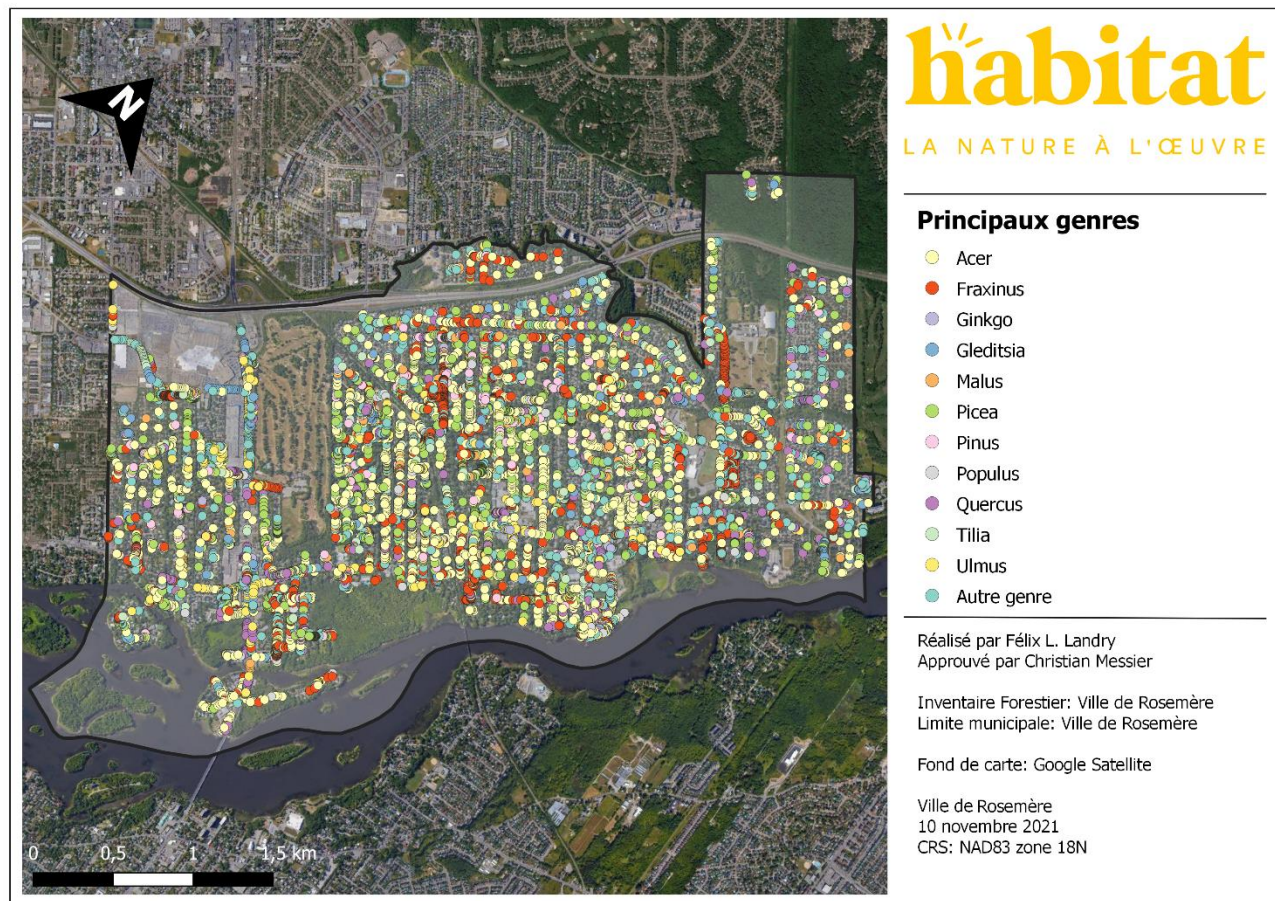 N
habitat
LA NATURE À L'ŒUVRE
Principaux genres
Acer
Fraxinus
Ginkgo
Gleditsia
Malus
Picea
Pinus
Populus
Quercus
Tilia
Ulmus
Autre genre
Réalisé par Félix L. Landry
Approuvé par Christian Messier
Inventaire Forestier: Ville de Rosemère
Limite municipale: Ville de Rosemère
Fond de carte: Google Satellite
Ville de Rosemère
10 novembre 2021
CRS: NAD83 zone 18N
0 0,5 1 1,5 km